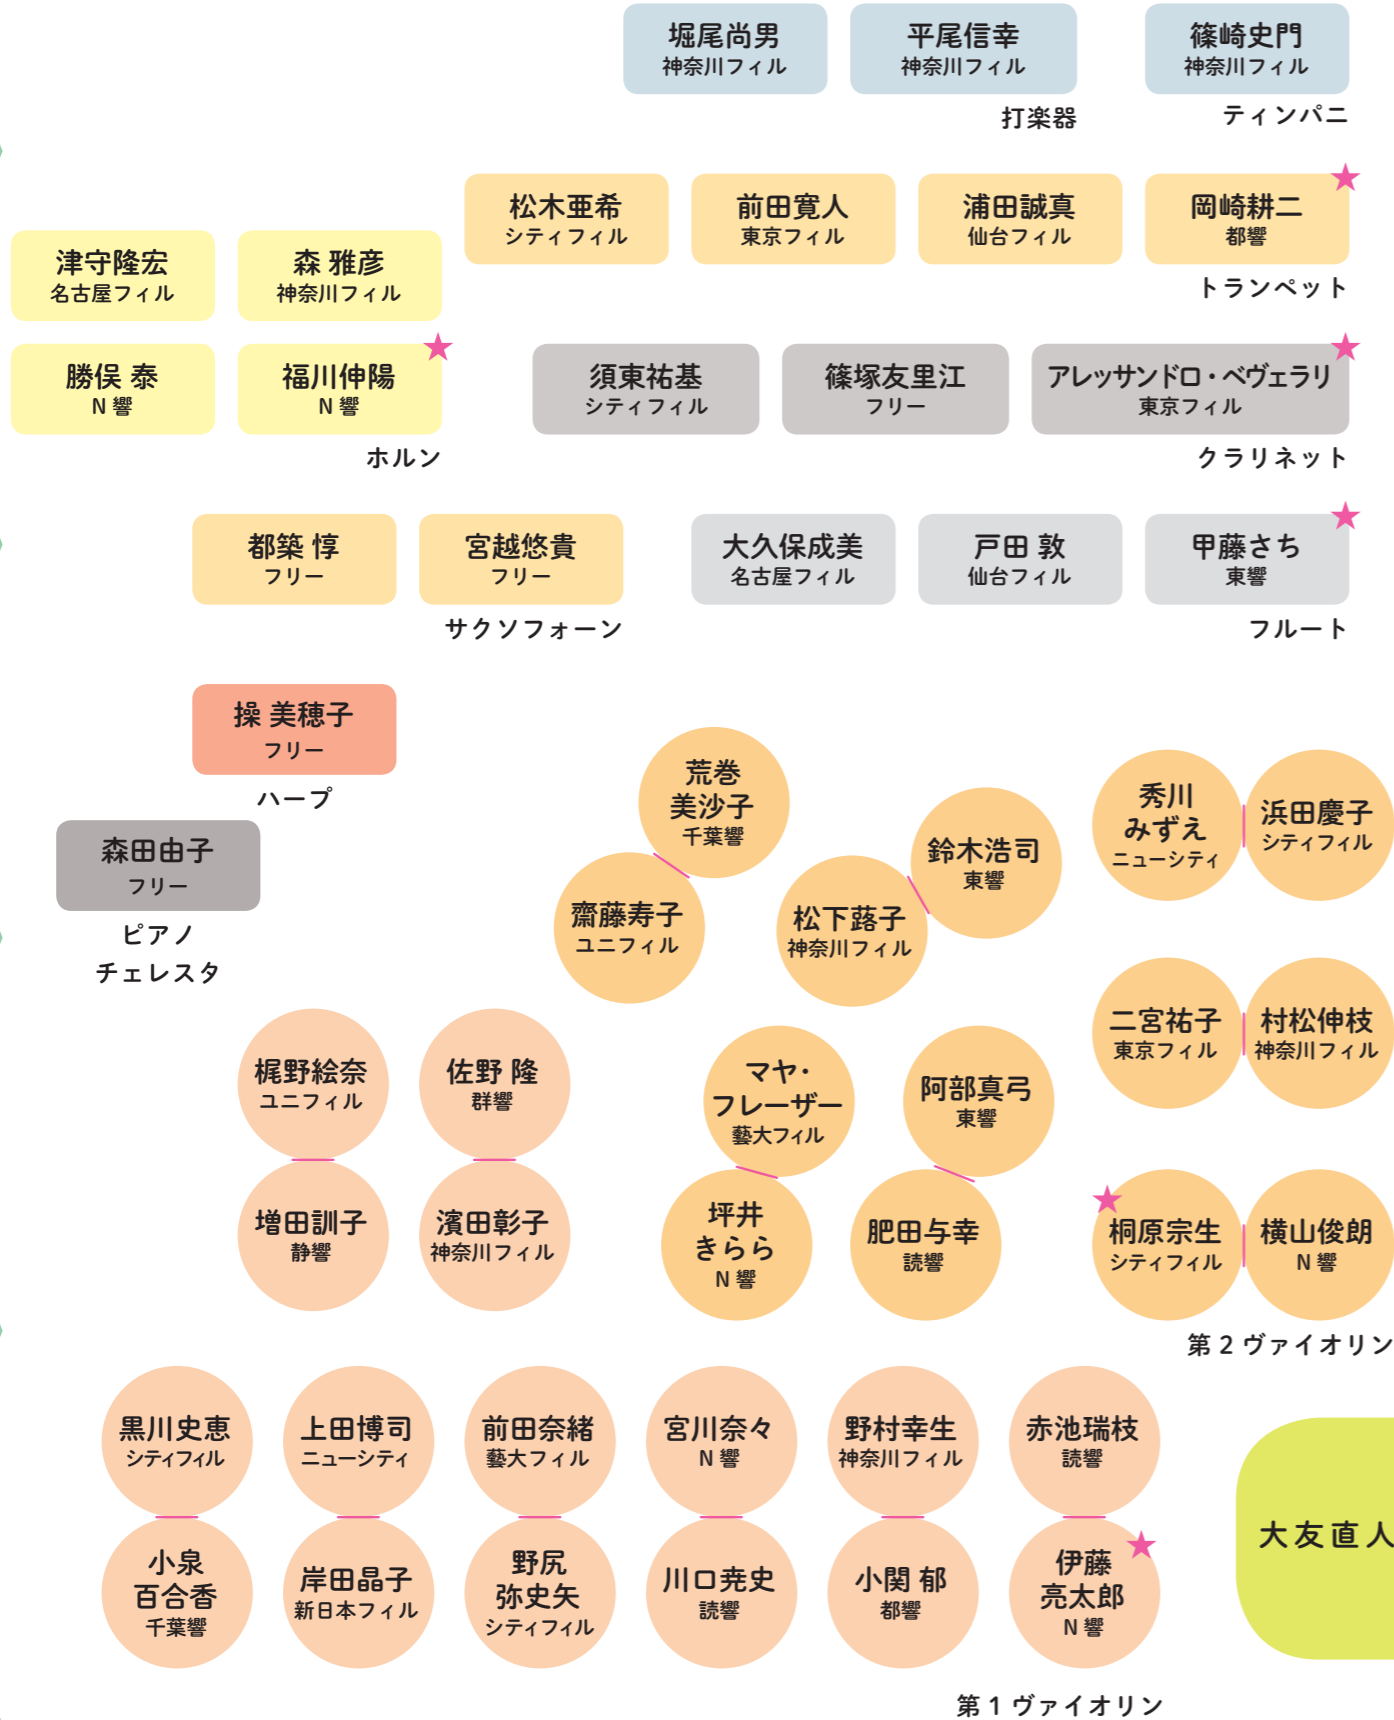 堀尾尚男
神奈川フィル
平尾信幸
神奈川フィル
打楽器
篠崎史門
神奈川フィル
ティンパニ
松木亜希
シティフィル
前田寛人
東京フィル
浦田誠真
仙台フィル
岡崎耕二
都響
トランペット
津守隆宏
名古屋フィル
森 雅彦
神奈川フィル
勝俣 泰
N 響
福川伸陽
N 響
ホルン
須東祐基
シティフィル
篠塚友里江
フリー
アレッサンドロ・ベヴェラリ
東京フィル
クラリネット
都築 惇
フリー
宮越悠貴
フリー
サクソフォーン
大久保成美
名古屋フィル
戸田 敦
仙台フィル
甲藤さち
東響
フルート
操 美穂子
フリー
ハープ
森田由子
フリー
ピアノ
チェレスタ
荒巻
美沙子
千葉響
齋藤寿子
ユニフィル
鈴木浩司
東響
松下蕗子
神奈川フィル
秀川
みずえ
ニューシティ
浜田慶子
シティフィル
二宮祐子
東京フィル
村松伸枝
神奈川フィル
マヤ・
フレーザー
藝大フィル
坪井
きらら
N 響
阿部真弓
東響
肥田与幸
読響
桐原宗生
シティフィル
横山俊朗
N 響
第 2 ヴァイオリン
梶野絵奈
ユニフィル
増田訓子
静響
佐野 隆
群響
濱田彰子
神奈川フィル
黒川史恵
シティフィル
小泉
百合香
千葉響
上田博司
ニューシティ
岸田晶子
新日本フィル
前田奈緒
藝大フィル
野尻
弥史矢
シティフィル
宮川奈々
N 響
川口尭史
読響
野村幸生
神奈川フィル
小関 郁
都響
赤池瑞枝
読響
伊藤
亮太郎
N 響
第 1 ヴァイオリン
大友直人